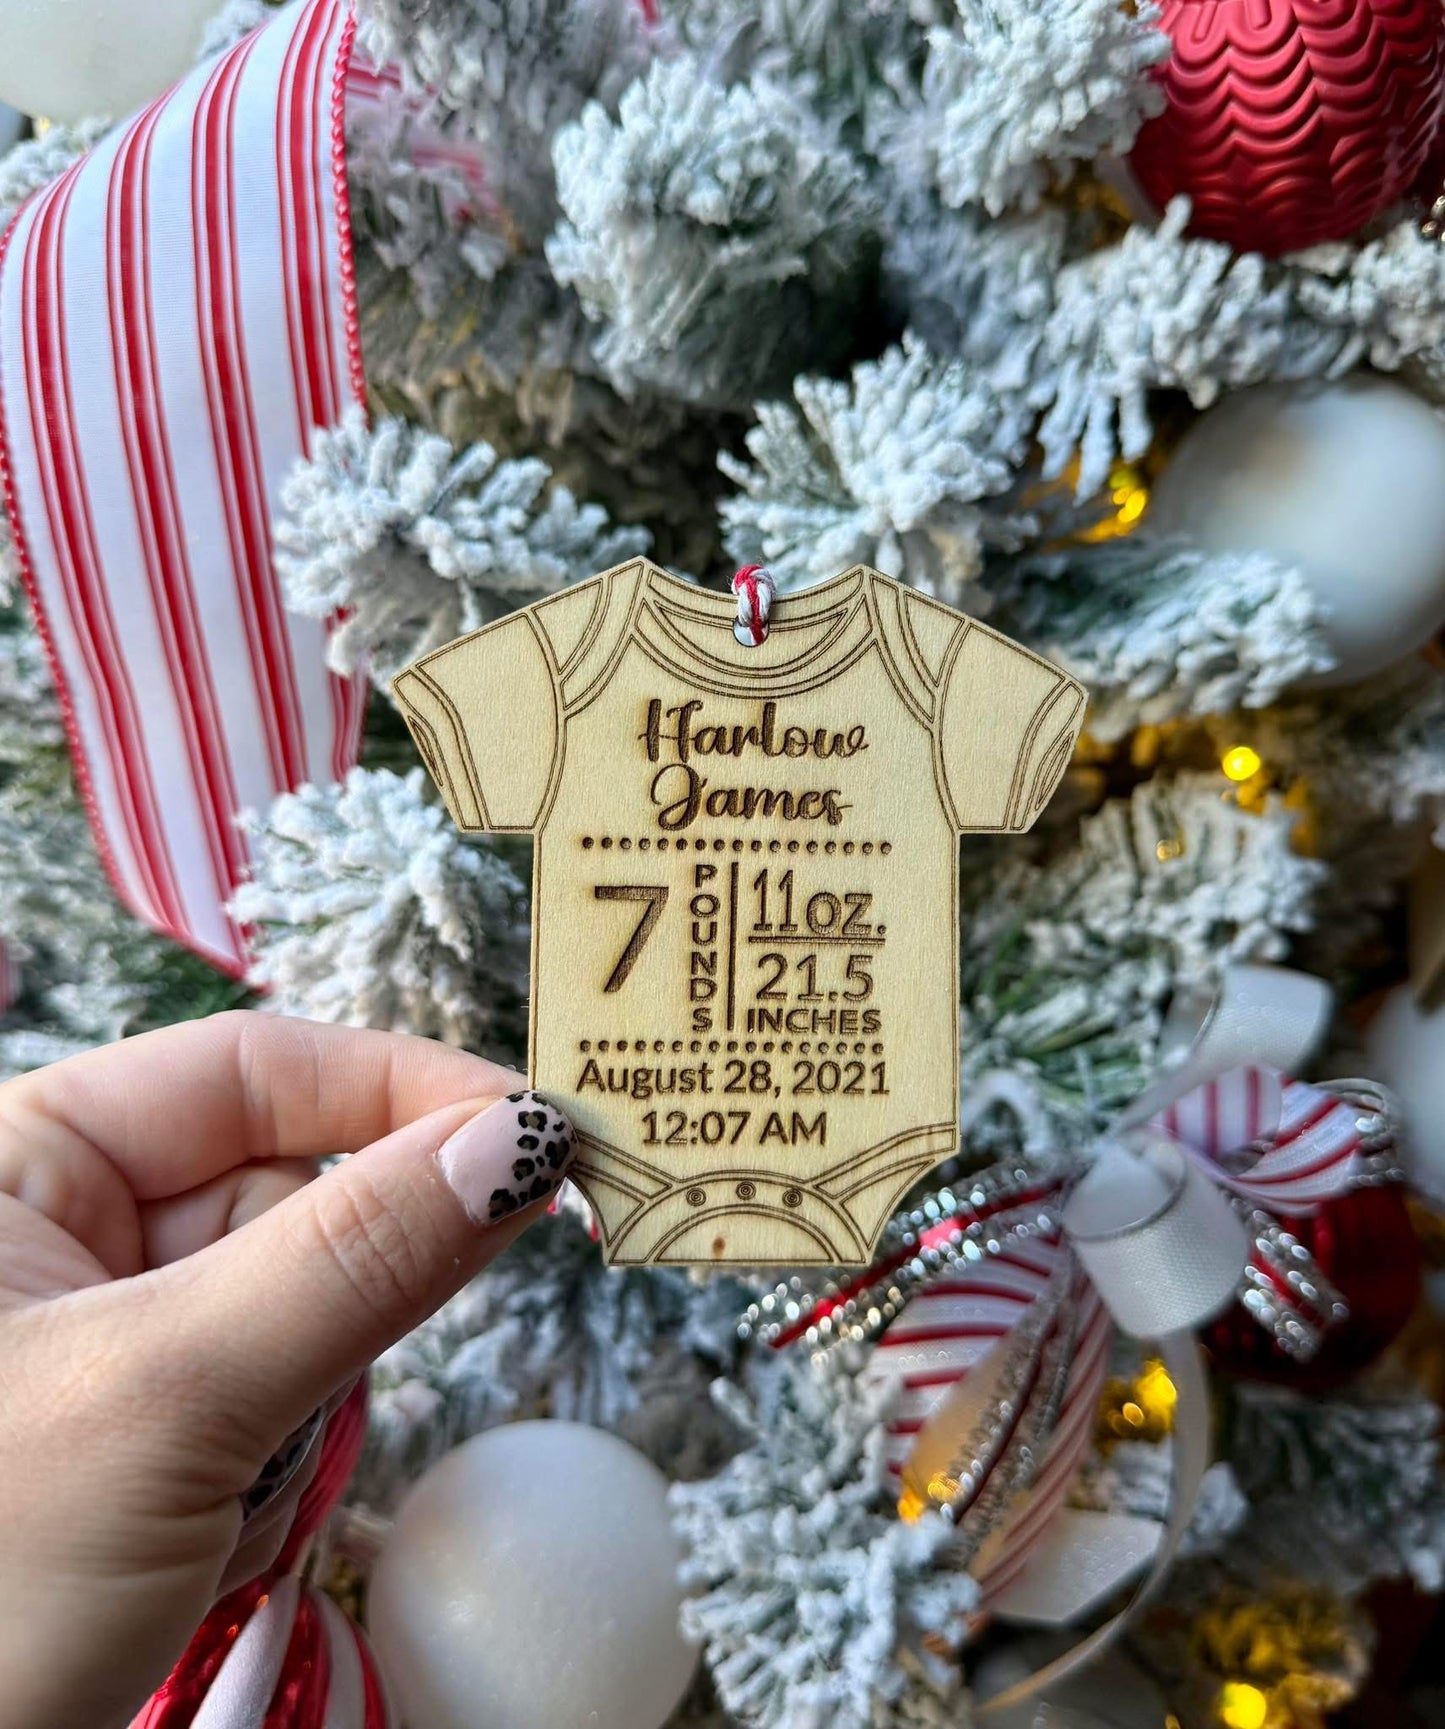 Harlow
James
7 POUNDS 11oz.
21.5
INCHES
August 28, 2021
12:07 AM